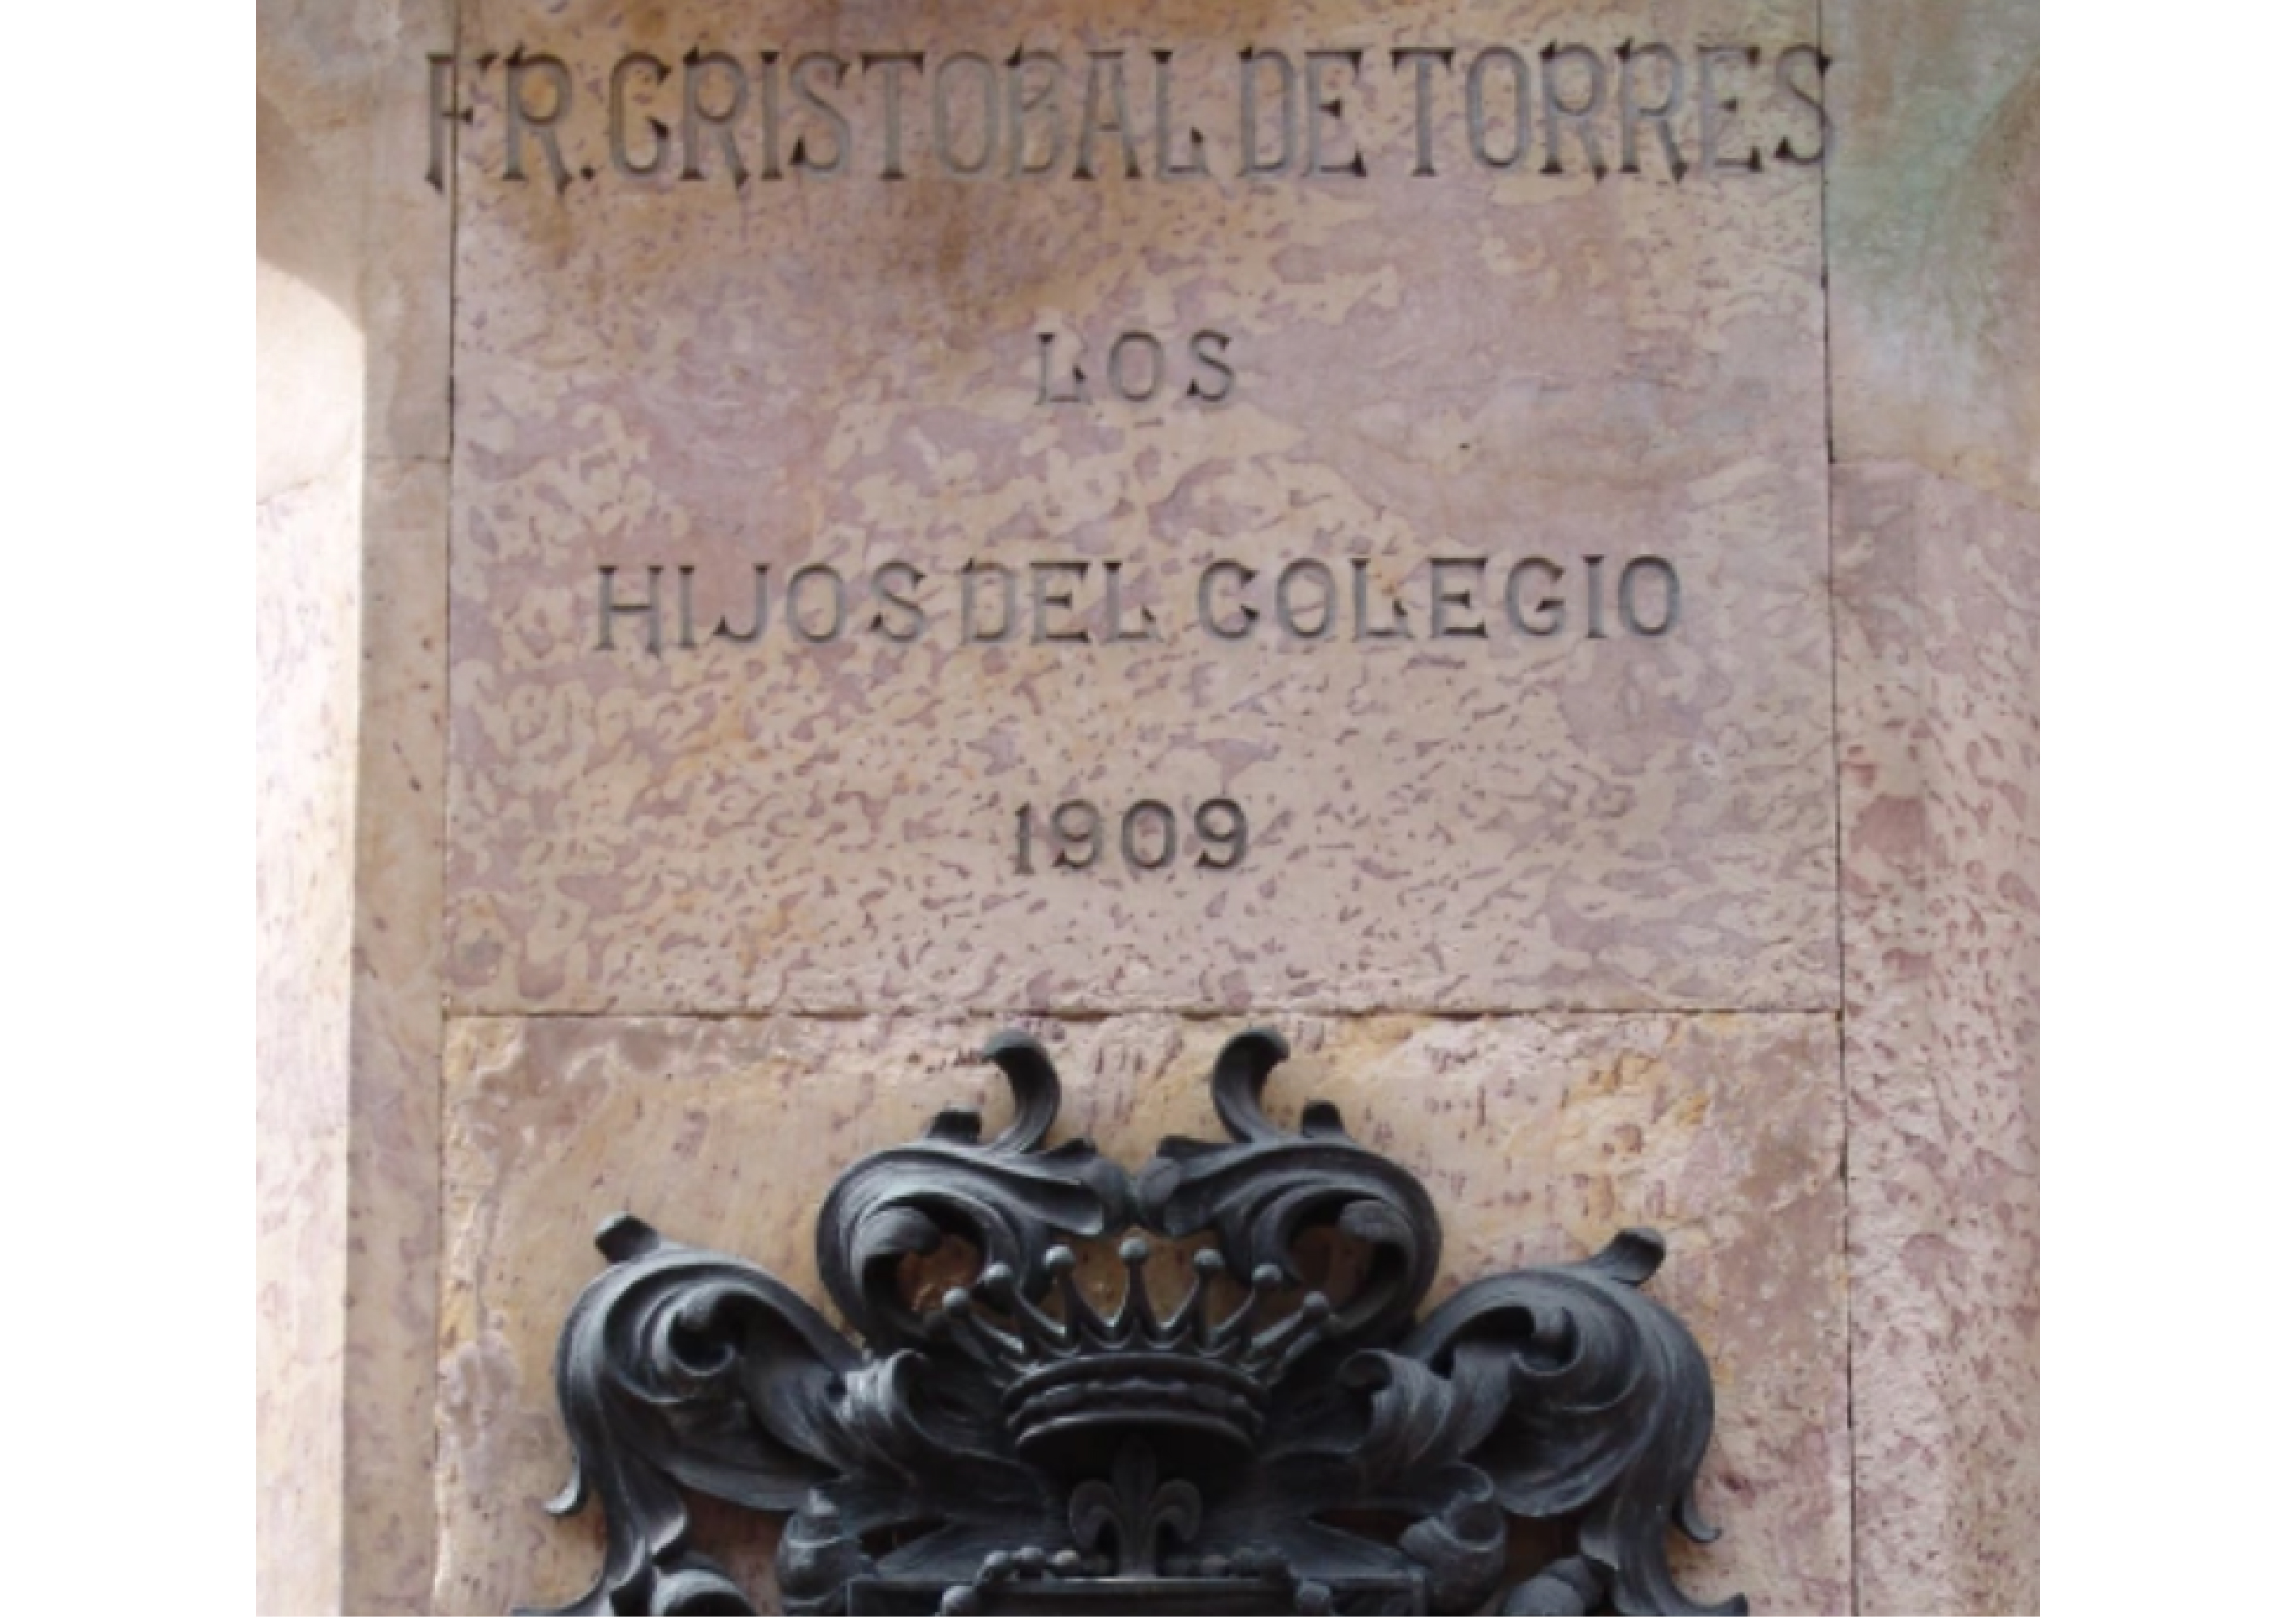 FR. CRISTOBAL DE TORRES
LOS
HIJOS DEL COLEGIO
1909